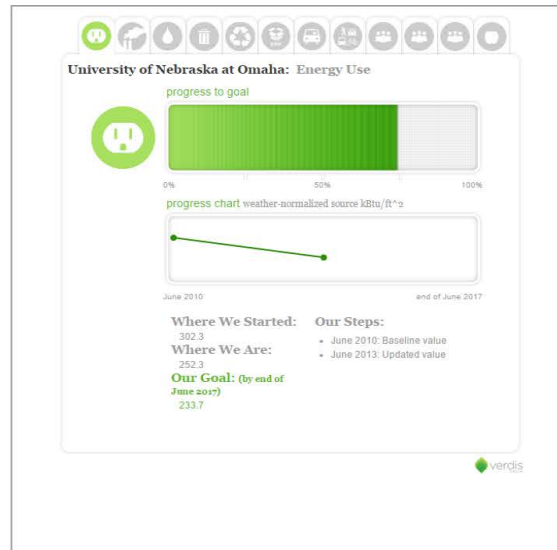 University of Nebraska at Omaha: Energy Use
progress to goal
0% 50% 100%
progress chart weather-normalized source kBtu/ft^2
June 2010 end of June 2017
Where We Started:
302.3
Where We Are:
252.3
Our Goal: (by end of
June 2017)
233.7
Our Steps:
June 2010: Baseline value
June 2013: Updated value
verdis